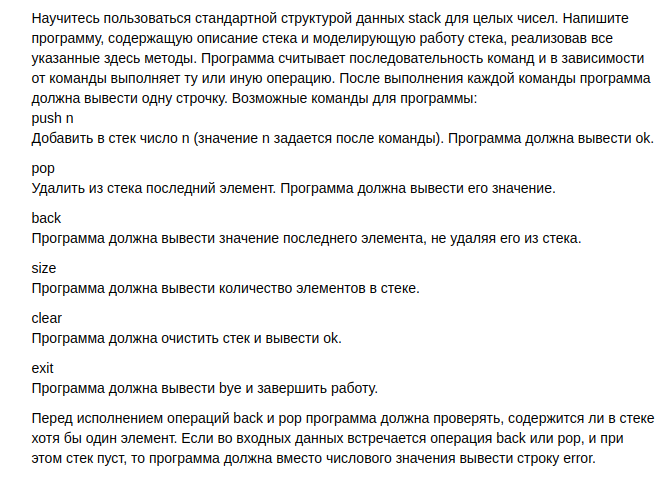 Научитесь пользоваться стандартной структурой данных stack для целых чисел. Напишите
программу, содержащую описание стека и моделирующую работу стека, реализовав все
указанные здесь методы. Программа считывает последовательность команд и в зависимости
от команды выполняет ту или иную операцию. После выполнения каждой команды программа
должна вывести одну строчку. Возможные команды для программы:
push n
Добавить в стек число n (значение n задается после команды). Программа должна вывести ok.
pop
Удалить из стека последний элемент. Программа должна вывести его значение.
back
Программа должна вывести значение последнего элемента, не удаляя его из стека.
size
Программа должна вывести количество элементов в стеке.
clear
Программа должна очистить стек и вывести ok.
exit
Программа должна вывести bye и завершить работу.
Перед исполнением операций back и pop программа должна проверять, содержится ли в стеке
хотя бы один элемент. Если во входных данных встречается операция back или pop, и при
этом стек пуст, то программа должна вместо числового значения вывести строку error.